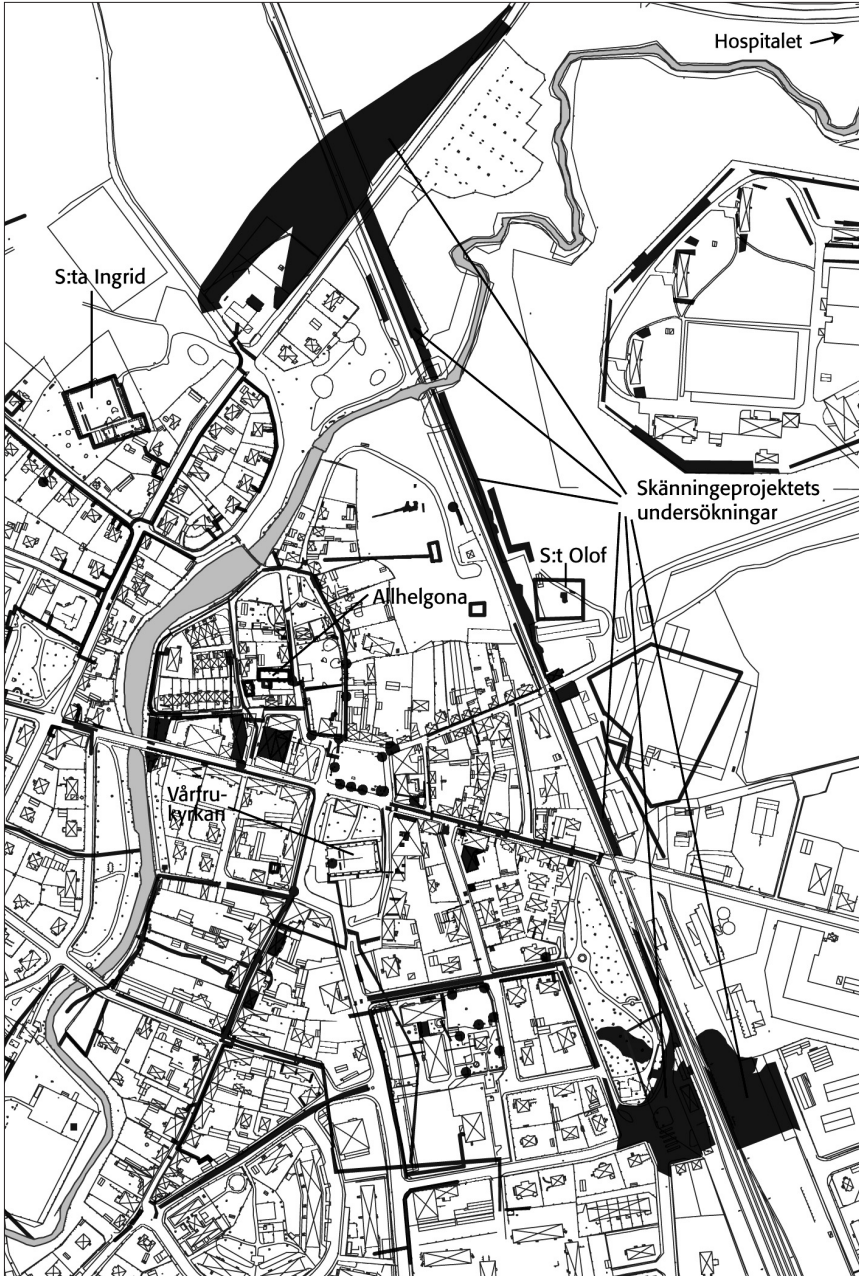 Hospitalet
S:ta Ingrid
Skänningeprojektets
undersökningar
S:t Olof
Allhelgona
Vårfru-
kyrkan